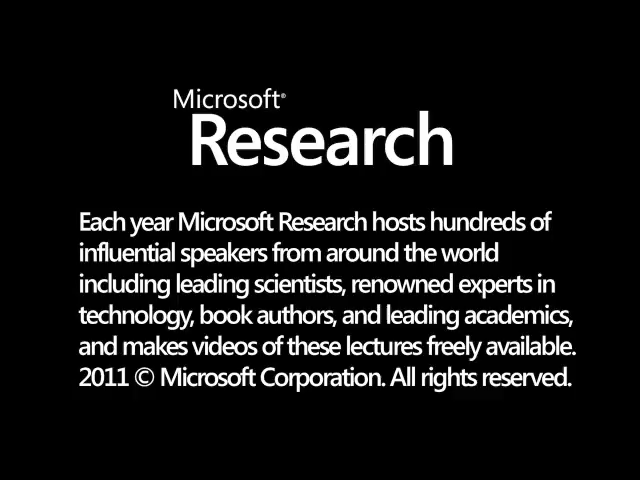 Microsoft®
Research
Each year Microsoft Research hosts hundreds of
influential speakers from around the world
including leading scientists, renowned experts in
technology, book authors, and leading academics,
and makes videos of these lectures freely available.
2011 © Microsoft Corporation. All rights reserved.